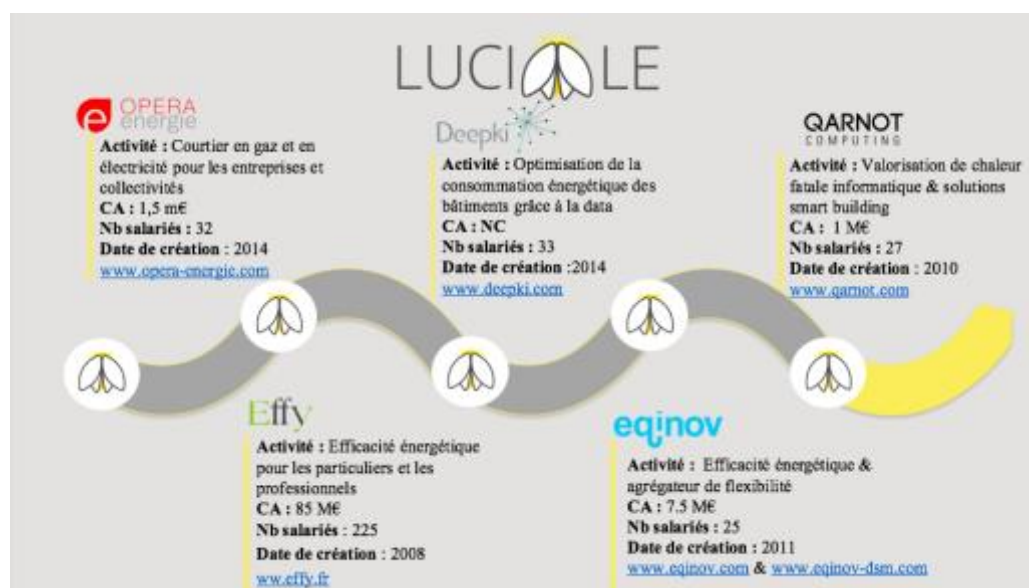 LUCIOLE
OPERA
énergie
Activité : Courtier en gaz et en
électricité pour les entreprises et
collectivités
CA : 1,5 m€
Nb salariés : 32
Date de création : 2014
www.opera-energie.com
Deepki
Activité : Optimisation de la
consommation énergétique des
bâtiments grâce à la data
CA : NC
Nb salariés : 33
Date de création :2014
www.deepki.com
QARNOT
COMPUTING
Activité : Valorisation de chaleur
fatale informatique & solutions
smart building
CA : 1 M€
Nb salariés : 27
Date de création : 2010
www.qarnot.com
Effy
Activité : Efficacité énergétique
pour les particuliers et les
professionnels
CA : 85 M€
Nb salariés : 225
Date de création : 2008
ww.effy.fr
eqinov
Activité : Efficacité énergétique &
agrégateur de flexibilité
CA : 7.5 M€
Nb salariés : 25
Date de création : 2011
www.eqinov.com & www.eqinov-dsm.com